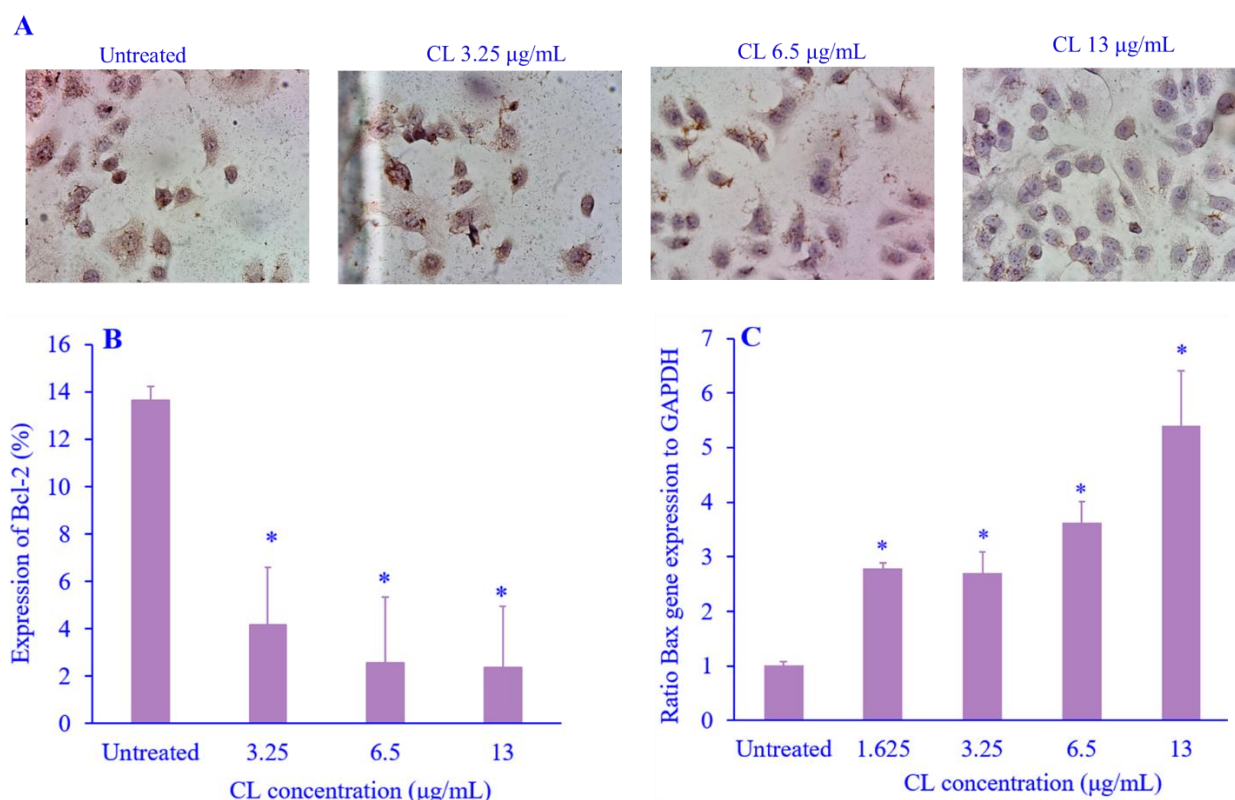 A
Untreated
CL 3.25 µg/mL
CL 6.5 µg/mL
CL 13 µg/mL
B
Expression of Bcl-2 (%)
16
14
12
10
8
6
4
2
0
*
*
*
Untreated 3.25 6.5 13
CL concentration (µg/mL)
C
Ratio Bax gene expression to GAPDH
7
6
5
4
3
2
1
0
*
*
*
*
Untreated 1.625 3.25 6.5 13
CL concentration (µg/mL)